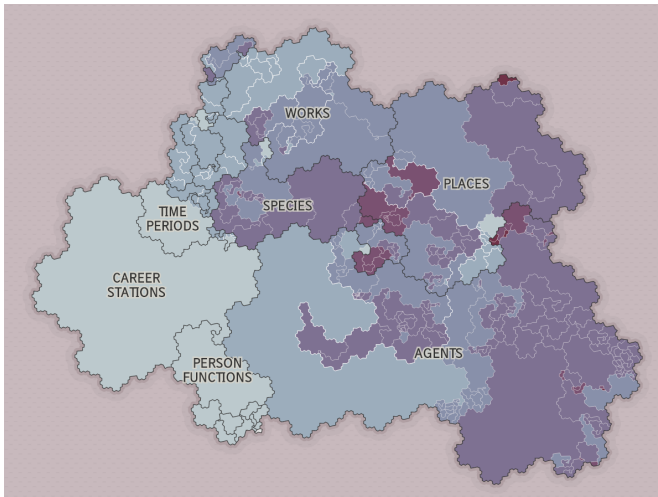 WORKS
PLACES
SPECIES
TIME
PERIODS
CAREER
STATIONS
PERSON
FUNCTIONS
AGENTS